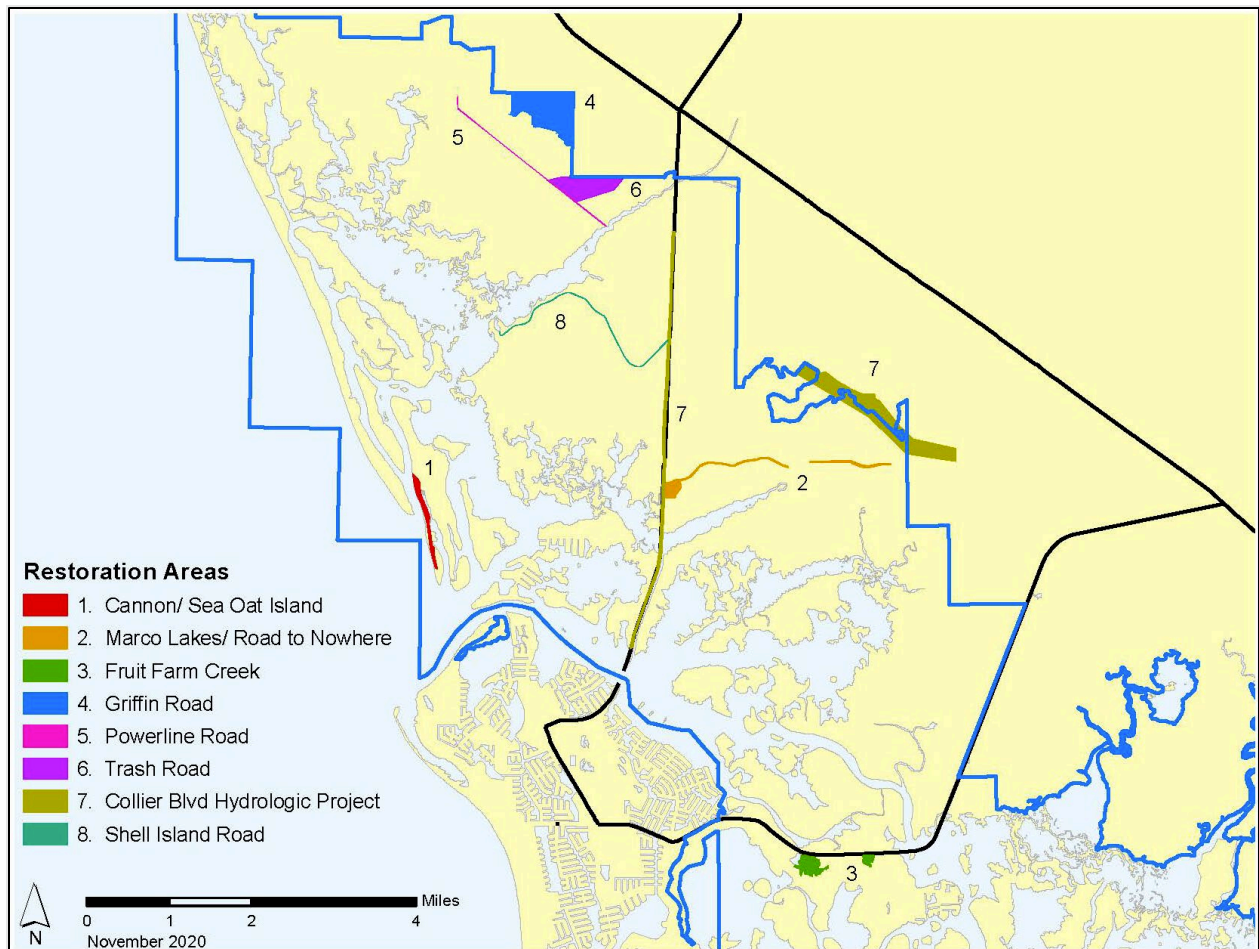 4
5
6
8
7
7
1
2
Restoration Areas
1. Cannon/ Sea Oat Island
2. Marco Lakes/ Road to Nowhere
3. Fruit Farm Creek
4. Griffin Road
5. Powerline Road
6. Trash Road
7. Collier Blvd Hydrologic Project
8. Shell Island Road
3
Miles
0 2 4
N
November 2020